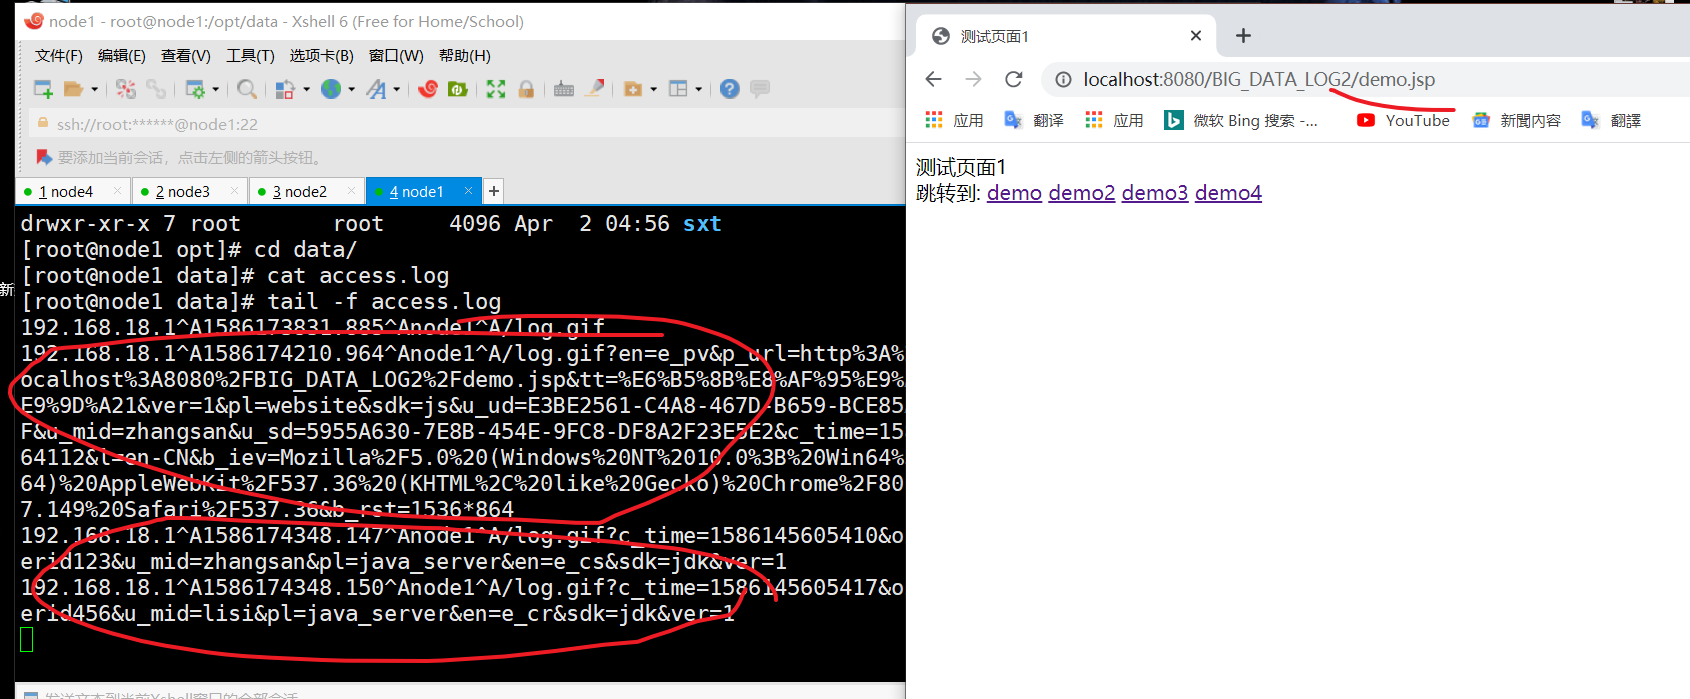 node1 - root@node1:/opt/data - Xshell 6 (Free for Home/School)
文件(F) 编辑(E) 查看(V) 工具(T) 选项卡(B) 窗口(W) 帮助(H)
ssh://root:******@node1:22
要添加当前会话，点击左侧的箭头按钮。
1 node4 2 node3 3 node2 4 node1
drwxr-xr-x 7 root root 4096 Apr 2 04:56 sxt
[root@node1 opt]# cd data/
[root@node1 data]# cat access.log
[root@node1 data]# tail -f access.log
192.168.18.1^A1586173831.885^Anode1^A/log.gif
192.168.18.1^A1586174210.964^Anode1^A/log.gif?en=e_pv&p_url=http%3A%
ocalhost%3A8080%2FBIG_DATA_LOG2%2Fdemo.jsp&tt=%E6%B5%8B%E8%AF%95%E9%
E9%9D%A21&ver=1&pl=website&sdk=js&u_ud=E3BE2561-C4A8-467D-B659-BCE85
F&u_mid=zhangsan&u_sd=5955A630-7E8B-454E-9FC8-DF8A2F23E5E2&c_time=15
64112&l=en-CN&b_iev=Mozilla%2F5.0%20(Windows%20NT%2010.0%3B%20Win64%
64)%20AppleWebKit%2F537.36%20(KHTML%2C%20like%20Gecko)%20Chrome%2F80
7.149%20Safari%2F537.36&b_rst=1536*864
192.168.18.1^A1586174348.147^Anode1^A/log.gif?c_time=1586145605410&o
erid123&u_mid=zhangsan&pl=java_server&en=e_cs&sdk=jdk&ver=1
192.168.18.1^A1586174348.150^Anode1^A/log.gif?c_time=1586145605417&o
erid456&u_mid=lisi&pl=java_server&en=e_cr&sdk=jdk&ver=1
新
测试页面1
localhost:8080/BIG_DATA_LOG2/demo.jsp
应用 翻译 应用 微软 Bing 搜索 -... YouTube 新聞內容 翻譯
测试页面1
跳转到: demo demo2 demo3 demo4